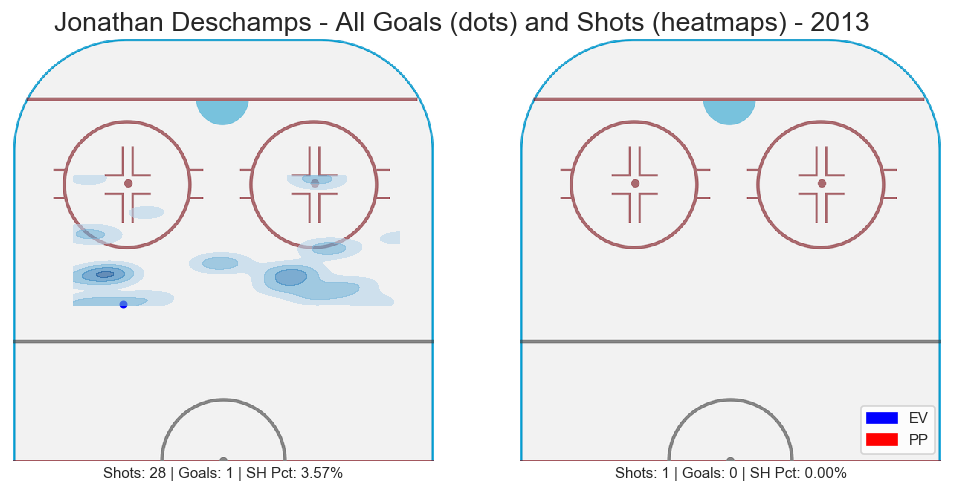 Jonathan Deschamps - All Goals (dots) and Shots (heatmaps) - 2013
EV
PP
Shots: 28 | Goals: 1 | SH Pct: 3.57%
Shots: 1 | Goals: 0 | SH Pct: 0.00%